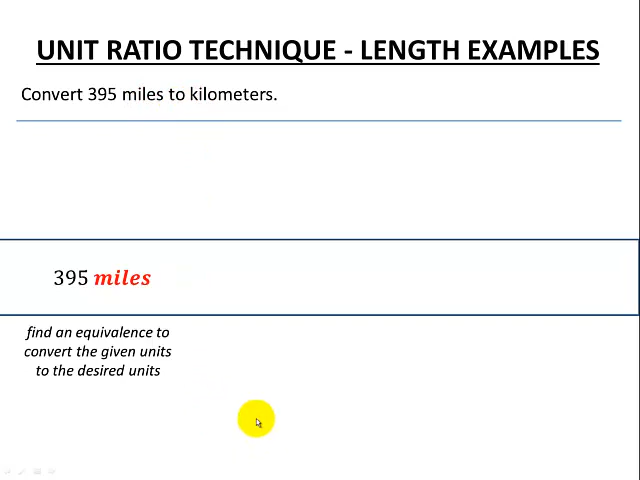 UNIT RATIO TECHNIQUE - LENGTH EXAMPLES
Convert 395 miles to kilometers.
395 miles
find an equivalence to
convert the given units
to the desired units